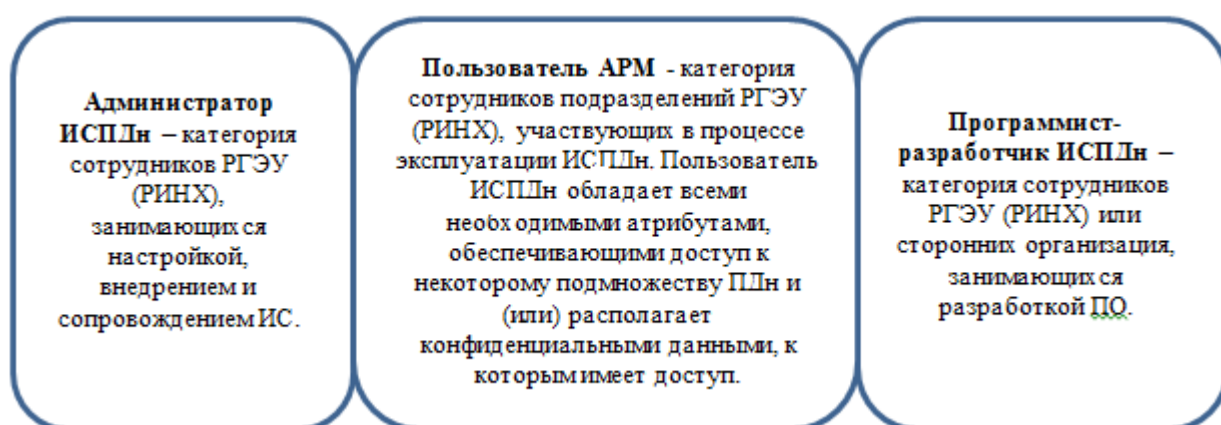 Администратор
ИСПДн – категория
сотрудников РГЭУ
(РИНХ),
занимающихся
настройкой,
внедрением и
сопровождением ИС.
Пользователь АРМ - категория
сотрудников подразделений РГЭУ
(РИНХ), участвующих в процессе
эксплуатации ИСПДн. Пользователь
ИСПДн обладает всеми
необходимыми атрибутами,
обеспечивающими доступ к
некоторому подмножеству ПДн и
(или) располагает
конфиденциальными данными, к
которым имеет доступ.
Программист-
разработчик ИСПДн –
категория сотрудников
РГЭУ (РИНХ) или
сторонних организация,
занимающихся
разработкой ПО.